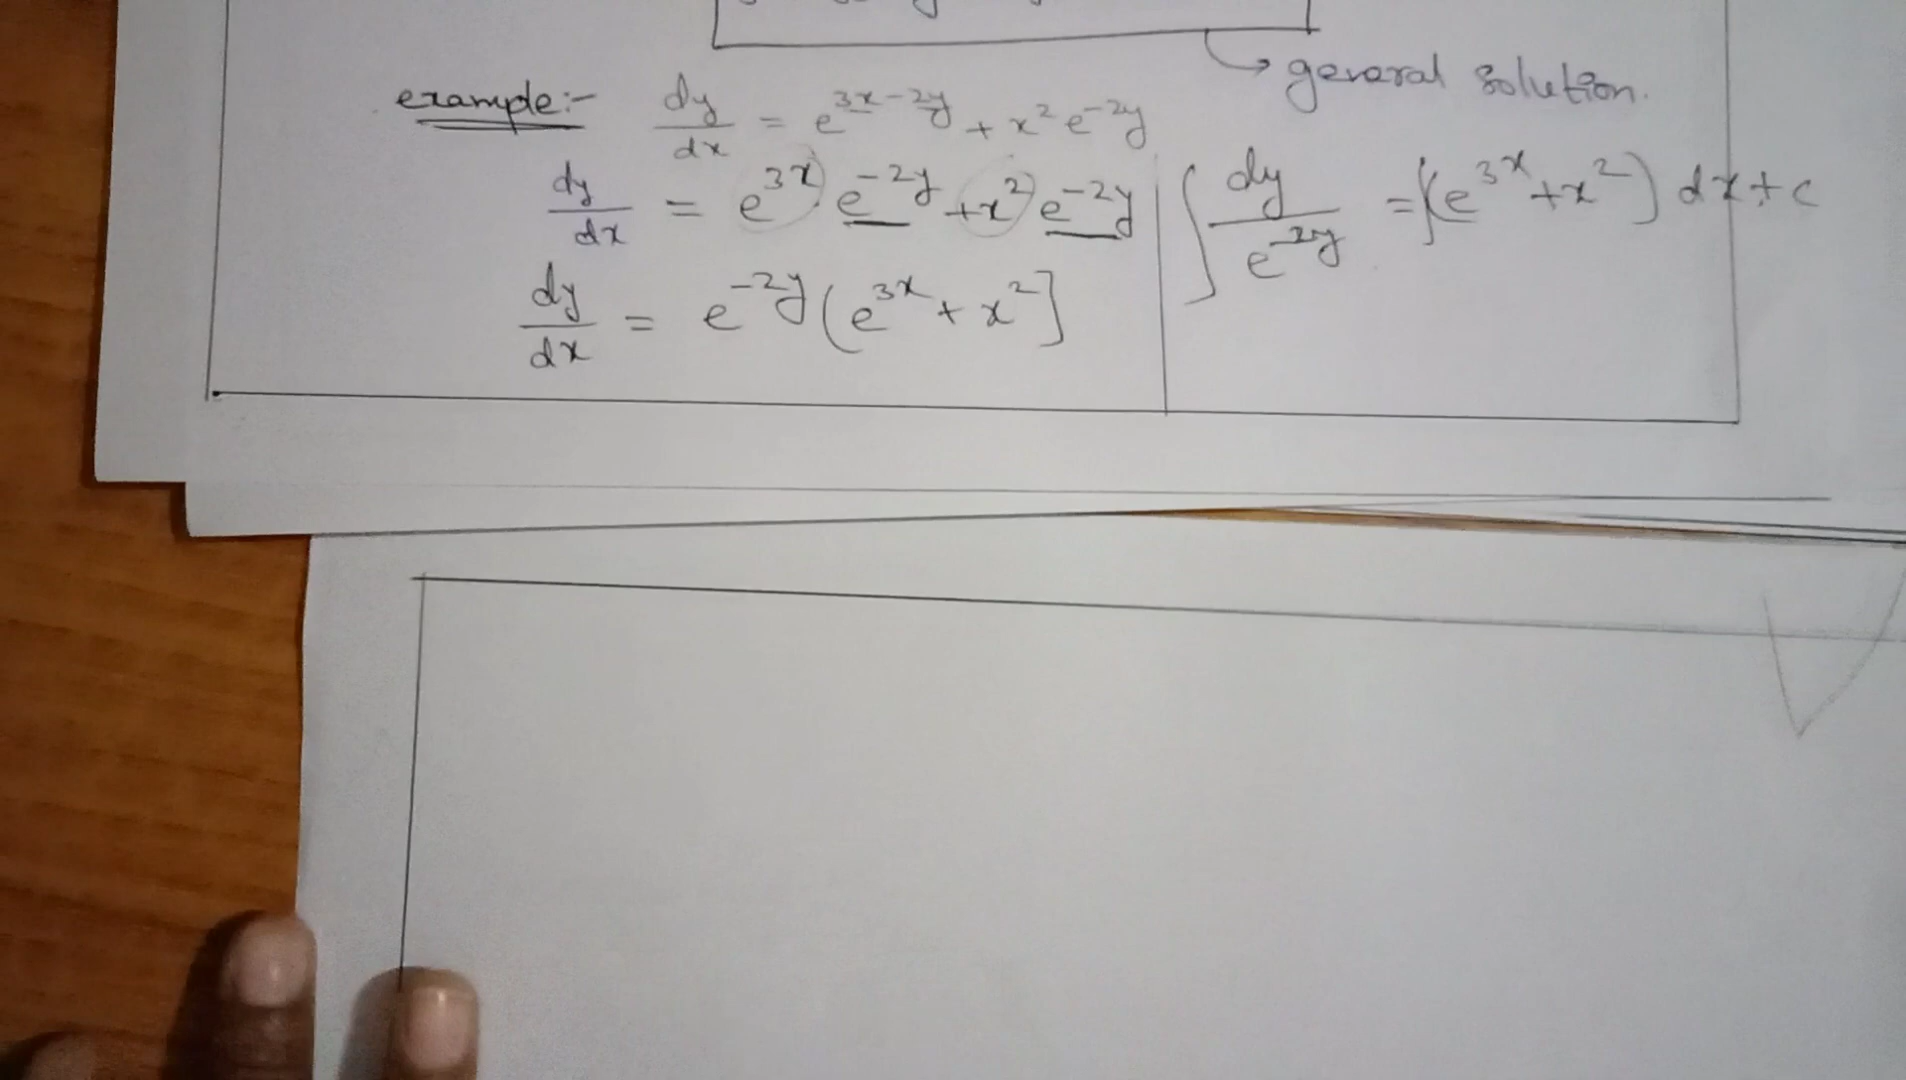 general solution.
example:- dy/dx = e^{3x-2y} + x^2 e^{-2y}
dy/dx = e^{3x} e^{-2y} + x^2 e^{-2y}
dy/dx = e^{-2y} (e^{3x} + x^2]
∫ dy/e^{-2y} = ∫(e^{3x} + x^2) dx + c